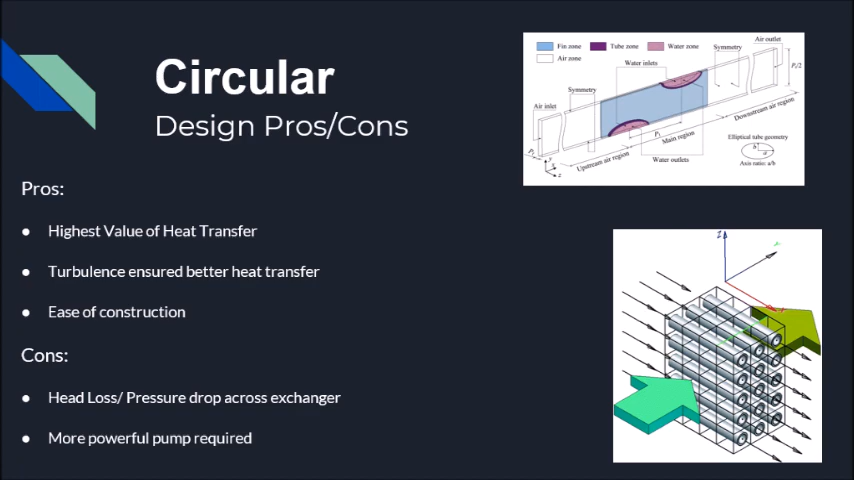 Circular
Design Pros/Cons
Pros:
● Highest Value of Heat Transfer
● Turbulence ensured better heat transfer
● Ease of construction
Cons:
● Head Loss/ Pressure drop across exchanger
● More powerful pump required
Fin zone Tube zone Water zone
Air zone
Symmetry
Air outlet
Water inlets
P₁/2
Symmetry
Air inlet
Downstream air region
P₁
Main region
Elliptical tube geometry
b
a
Water outlets
Upstream air region
Axis ratio: a/b
y
x
z
Z
Y